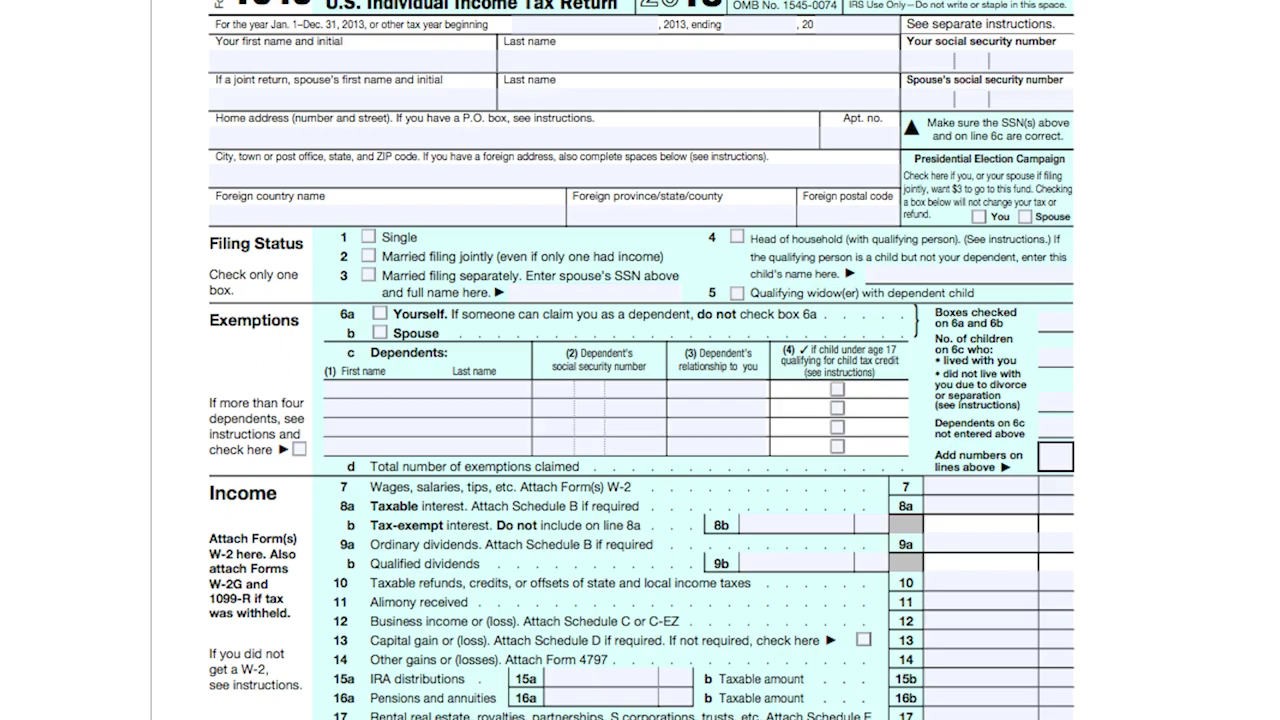 1040 U.S. Individual Income Tax Return 2013 OMB No. 1545-0074 IRS Use Only—Do not write or staple in this space.
For the year Jan. 1–Dec. 31, 2013, or other tax year beginning , 2013, ending , 20 See separate instructions.
Your first name and initial Last name Your social security number
If a joint return, spouse's first name and initial Last name Spouse's social security number
Home address (number and street). If you have a P.O. box, see instructions. Apt. no.
▲ Make sure the SSN(s) above
and on line 6c are correct.
City, town or post office, state, and ZIP code. If you have a foreign address, also complete spaces below (see instructions).
Foreign country name Foreign province/state/county Foreign postal code
Presidential Election Campaign
Check here if you, or your spouse if filing
jointly, want $3 to go to this fund. Checking
a box below will not change your tax or
refund. You Spouse
Filing Status
Check only one
box.
1 Single
2 Married filing jointly (even if only one had income)
3 Married filing separately. Enter spouse's SSN above
and full name here. ▶
4 Head of household (with qualifying person). (See instructions.) If
the qualifying person is a child but not your dependent, enter this
child's name here. ▶
5 Qualifying widow(er) with dependent child
Exemptions
6a Yourself. If someone can claim you as a dependent, do not check box 6a . . . . .
b Spouse
c Dependents:
(1) First name Last name
(2) Dependent's
social security number
(3) Dependent's
relationship to you
(4) ✓ if child under age 17
qualifying for child tax credit
(see instructions)
If more than four
dependents, see
instructions and
check here ▶
d Total number of exemptions claimed
Boxes checked
on 6a and 6b
No. of children
on 6c who:
• lived with you
• did not live with
you due to divorce
or separation
(see instructions)
Dependents on 6c
not entered above
Add numbers on
lines above ▶
Income
Attach Form(s)
W-2 here. Also
attach Forms
W-2G and
1099-R if tax
was withheld.
If you did not
get a W-2,
see instructions.
7 Wages, salaries, tips, etc. Attach Form(s) W-2 7
8a Taxable interest. Attach Schedule B if required 8a
b Tax-exempt interest. Do not include on line 8a . . . 8b
9a Ordinary dividends. Attach Schedule B if required 9a
b Qualified dividends 9b
10 Taxable refunds, credits, or offsets of state and local income taxes 10
11 Alimony received 11
12 Business income or (loss). Attach Schedule C or C-EZ 12
13 Capital gain or (loss). Attach Schedule D if required. If not required, check here ▶ 13
14 Other gains or (losses). Attach Form 4797 14
15a IRA distributions . 15a b Taxable amount . . . 15b
16a Pensions and annuities 16a b Taxable amount . . . 16b
17 Rental real estate, royalties, partnerships, S corporations, trusts, etc. Attach Schedule E 17